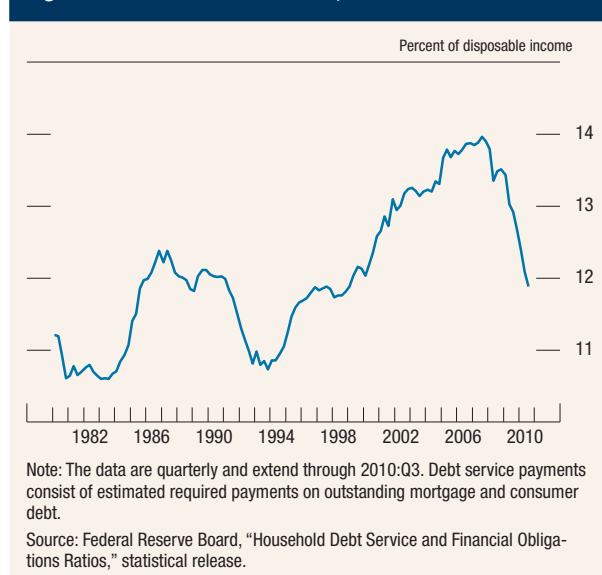 Percent of disposable income
14
13
12
11
1982 1986 1990 1994 1998 2002 2006 2010
Note: The data are quarterly and extend through 2010:Q3. Debt service payments
consist of estimated required payments on outstanding mortgage and consumer
debt.
Source: Federal Reserve Board, “Household Debt Service and Financial Obliga-
tions Ratios,” statistical release.